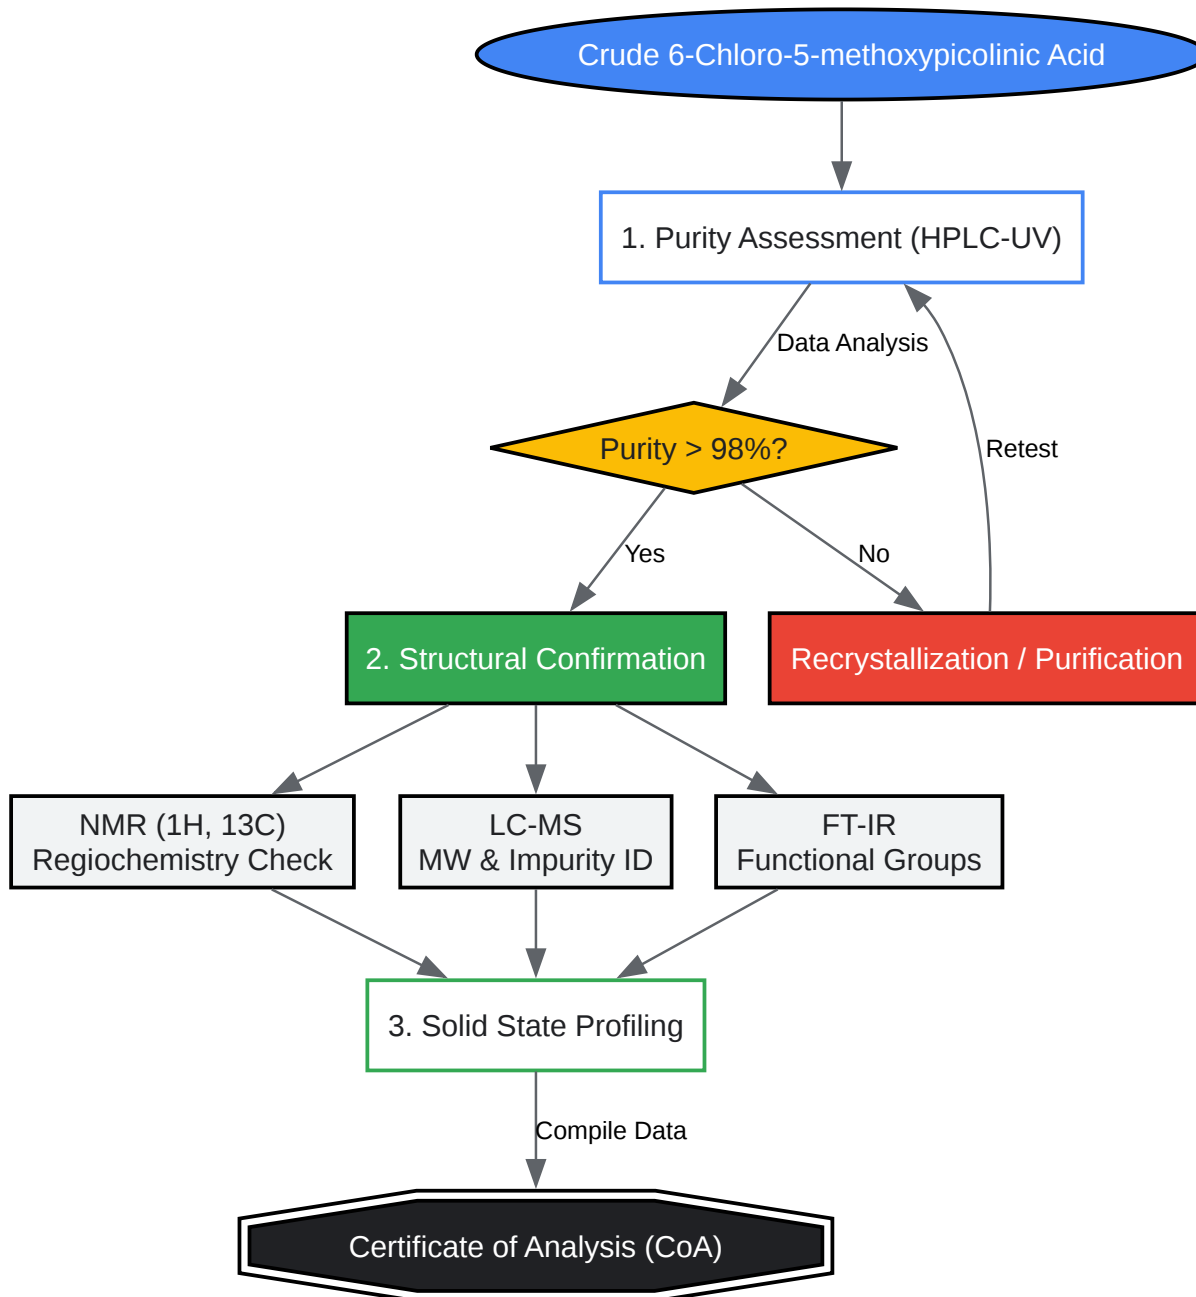 Crude 6-Chloro-5-methoxypicolinic Acid
1. Purity Assessment (HPLC-UV)
Data Analysis
Purity > 98%?
Retest
Yes
No
2. Structural Confirmation
Recrystallization / Purification
NMR (1H, 13C)
Regiochemistry Check
LC-MS
MW & Impurity ID
FT-IR
Functional Groups
3. Solid State Profiling
Compile Data
Certificate of Analysis (CoA)